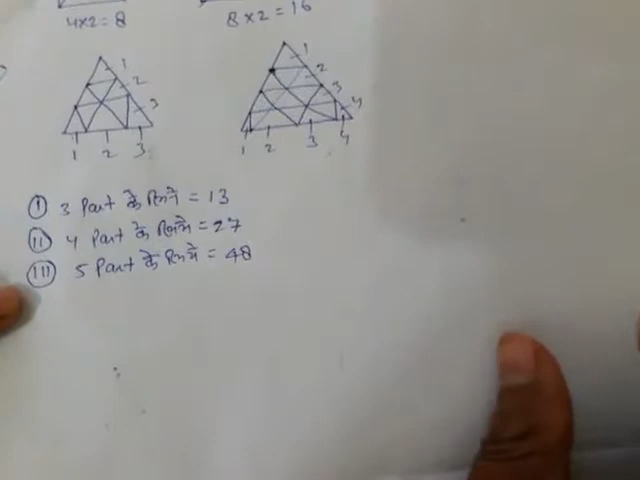 4×2=8
8×2=16
1
2
3
1 2 3
1
2
3
4
1 2 3 4
(I) 3 Part के लिये = 13
(II) 4 Part के लिये = 27
(III) 5 Part के लिये = 48